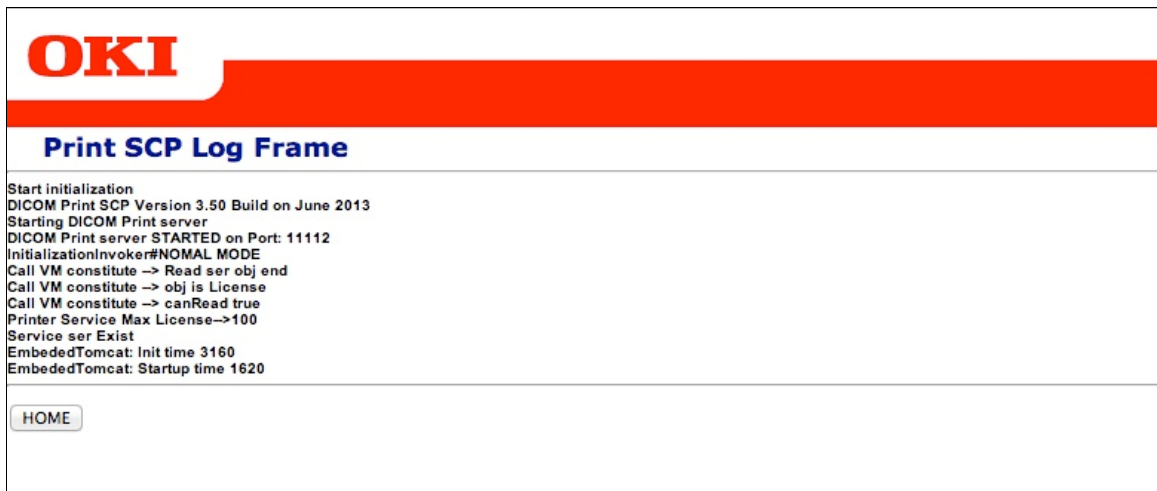 OKI
Print SCP Log Frame
Start initialization
DICOM Print SCP Version 3.50 Build on June 2013
Starting DICOM Print server
DICOM Print server STARTED on Port: 11112
InitializationInvoker#NOMAL MODE
Call VM constitute --> Read ser obj end
Call VM constitute --> obj is License
Call VM constitute --> canRead true
Printer Service Max License-->100
Service ser Exist
EmbededTomcat: Init time 3160
EmbededTomcat: Startup time 1620
HOME